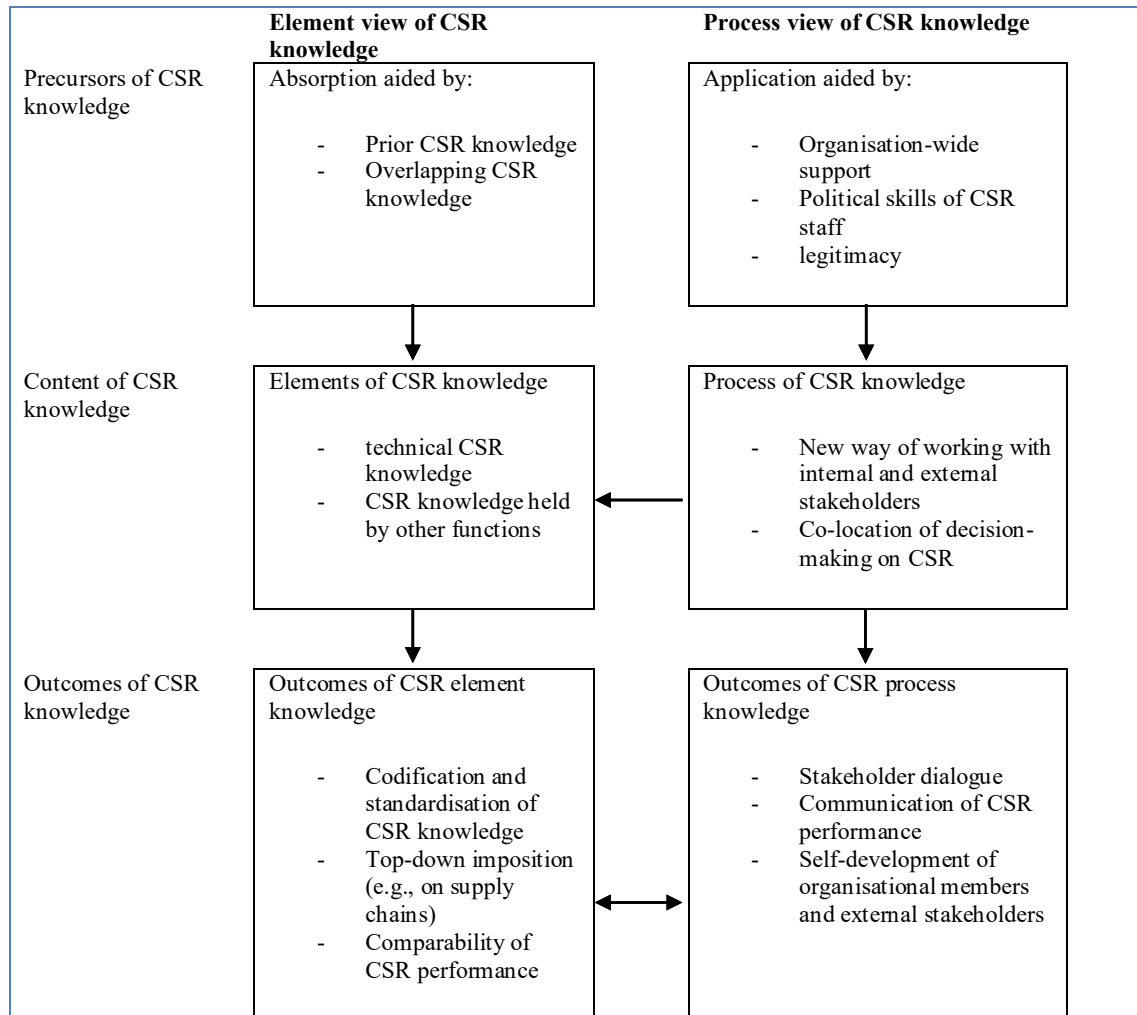 Element view of CSR
knowledge
Process view of CSR knowledge
Precursors of CSR
knowledge
Absorption aided by:
- Prior CSR knowledge
- Overlapping CSR
knowledge
Application aided by:
- Organisation-wide
support
- Political skills of CSR
staff
- legitimacy
Content of CSR
knowledge
Elements of CSR knowledge
- technical CSR
knowledge
- CSR knowledge held
by other functions
Process of CSR knowledge
- New way of working with
internal and external
stakeholders
- Co-location of decision-
making on CSR
Outcomes of CSR
knowledge
Outcomes of CSR element
knowledge
- Codification and
standardisation of
CSR knowledge
- Top-down imposition
(e.g., on supply
chains)
- Comparability of
CSR performance
Outcomes of CSR process
knowledge
- Stakeholder dialogue
- Communication of CSR
performance
- Self-development of
organisational members
and external stakeholders